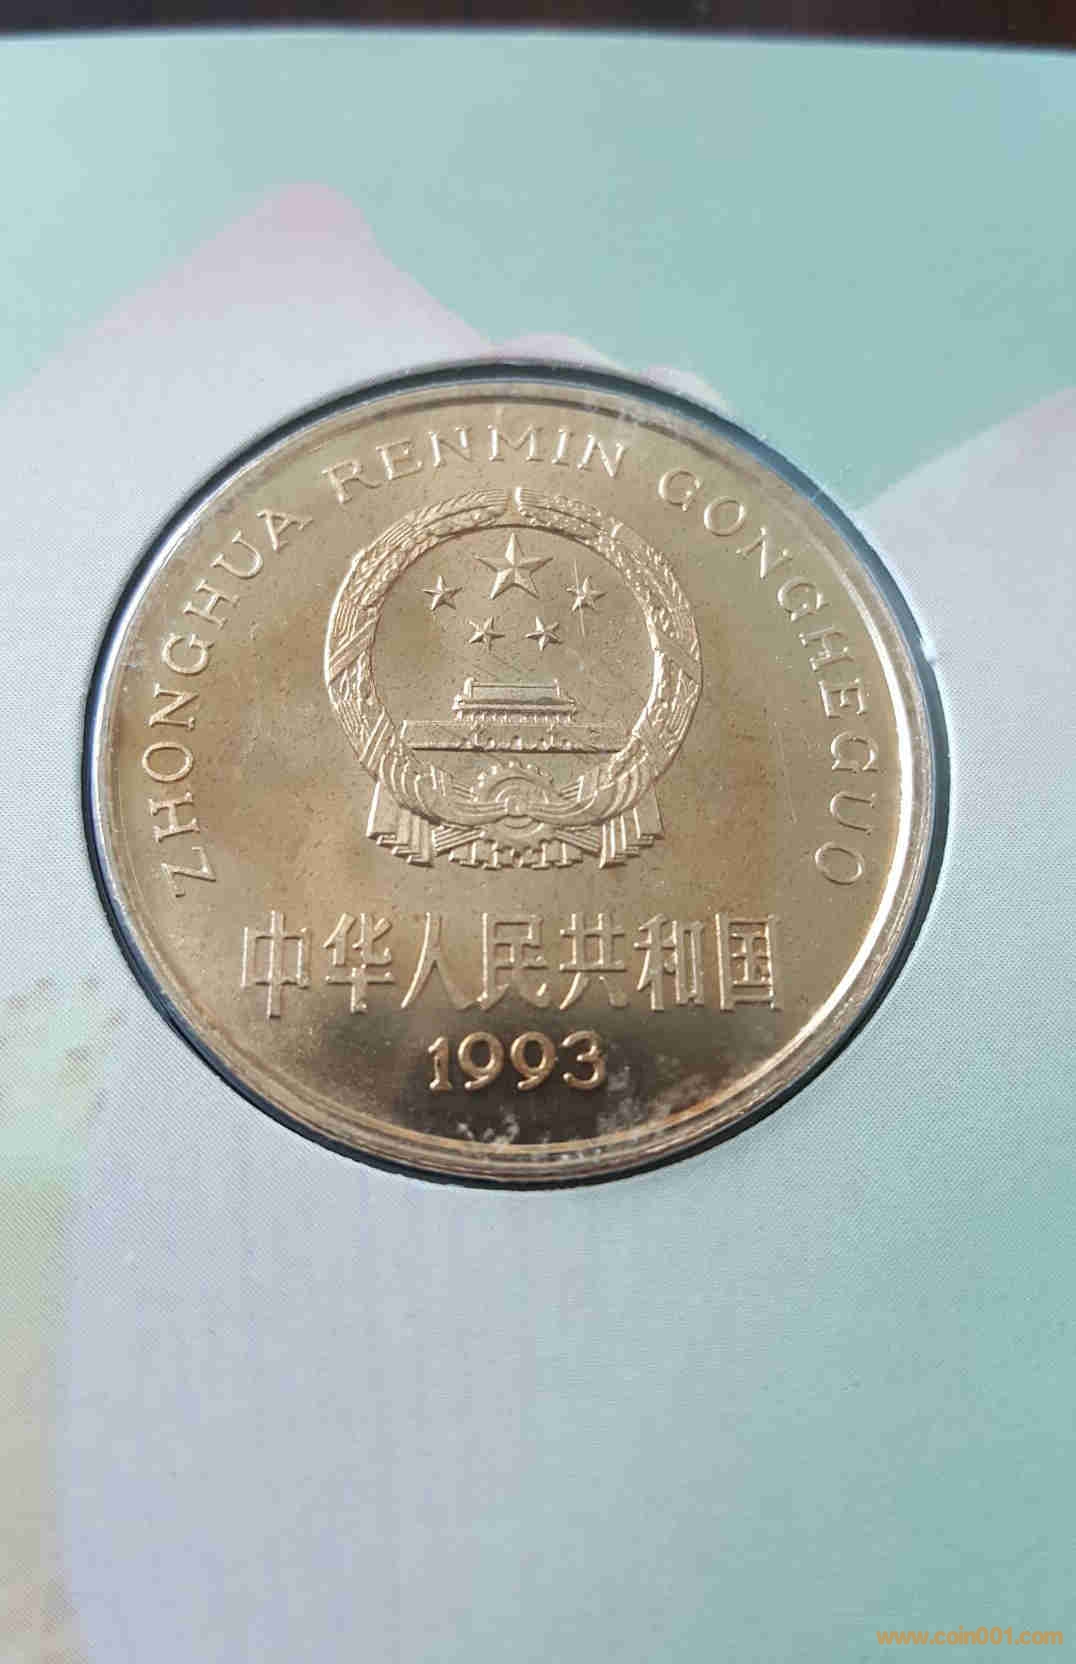 ZHONGHUA RENMIN GONGHEGUO
中华人民共和国
1993
www.coin001.com